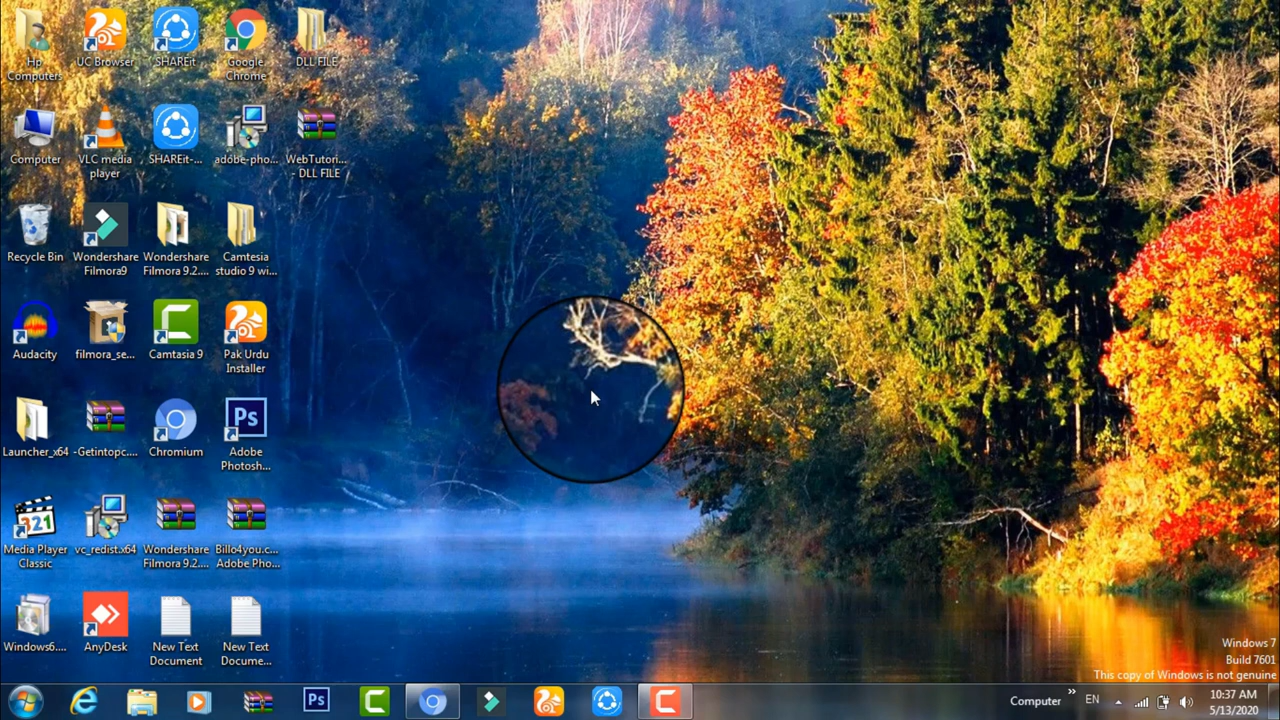 Hp
Computers
UC Browser
SHAREit
Google
Chrome
DLL FILE
Computer
VLC media
player
SHAREit-...
adobe-pho...
WebTutori...
- DLL FILE
Recycle Bin
Wondershare
Filmora9
Wondershare
Filmora 9.2....
Camtesia
studio 9 wi...
Audacity
filmora_se...
Camtasia 9
Pak Urdu
Installer
Launcher_x64
-Getintopc....
Chromium
Ps
Adobe
Photosh...
321
Media Player
Classic
vc_redist.x64
Wondershare
Filmora 9.2....
Billo4you.c...
Adobe Pho...
Windows6....
AnyDesk
New Text
Document
New Text
Docume...
Windows 7
Build 7601
This copy of Windows is not genuine
Ps
Computer
»
EN
10:37 AM
5/13/2020